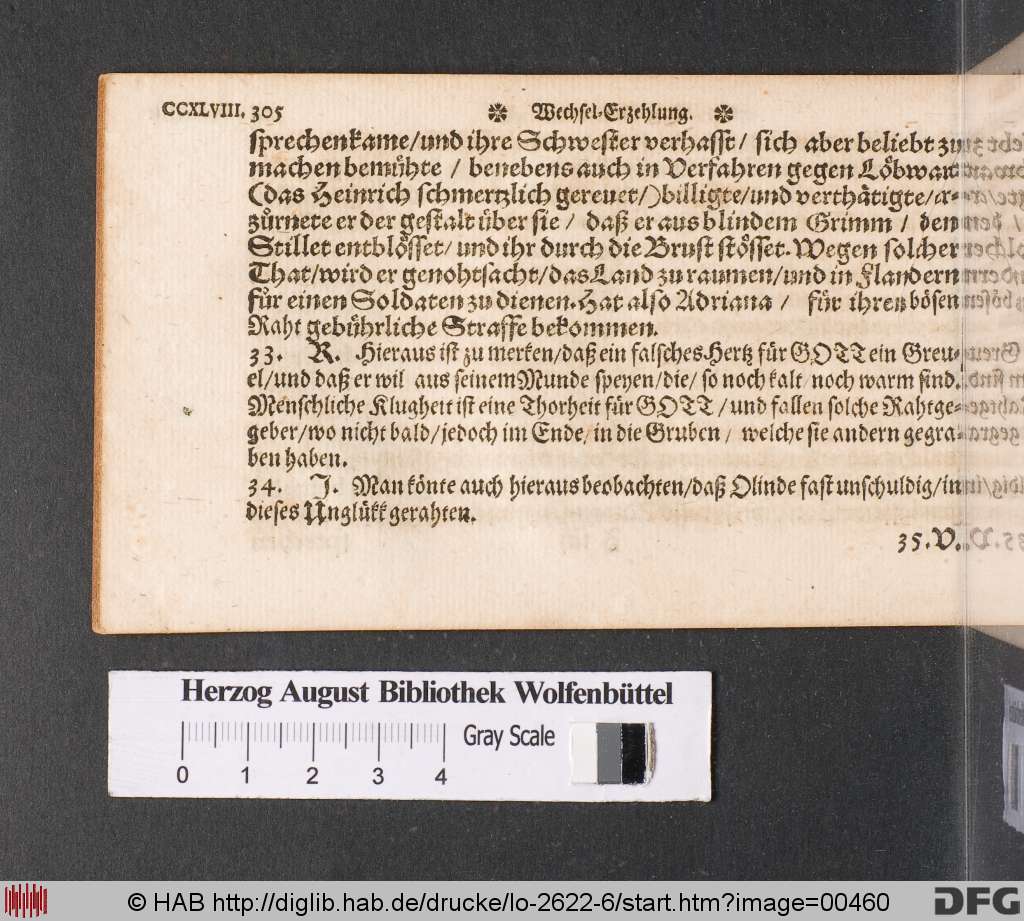 CCXLVIII. 305 ❋ Wechsel-Erzehlung. ❋
sprechen kame/ und ihre Schwester verhasst/ sich aber beliebt zu
machen bemühte / benebens auch in Verfahren gegen Löbwart
(das Heinrich schmertzlich gereuet/) billigte/ und verthätigte/ er-
zürnete er der gestalt über sie / daß er aus blindem Grimm / den
Stillet entblösset/ und ihr durch die Brust stösset. Wegen solcher
That/ wird er genohtsacht/ das Land zu raumen/ und in Flandern
für einen Soldaten zu dienen. Hat also Adriana / für ihren bösen
Raht gebührliche Straffe bekommen.
33. R. Hieraus ist zu merken/ daß ein falsches Hertz für GOTT ein Greu-
el/ und daß er wil aus seinem Munde speyen/ die/ so noch kalt noch warm sind.
Menschliche Klugheit ist eine Thorheit für GOTT / und fallen solche Rahtge-
geber/ wo nicht bald/ jedoch im Ende/ in die Gruben / welche sie andern gegra-
ben haben.
34. J. Man könte auch hieraus beobachten/ daß Olinde fast unschuldig/ in
dieses Unglükk gerahten.
35. V.
Herzog August Bibliothek Wolfenbüttel
Gray Scale
0 1 2 3 4
© HAB http://diglib.hab.de/drucke/lo-2622-6/start.htm?image=00460
DFG